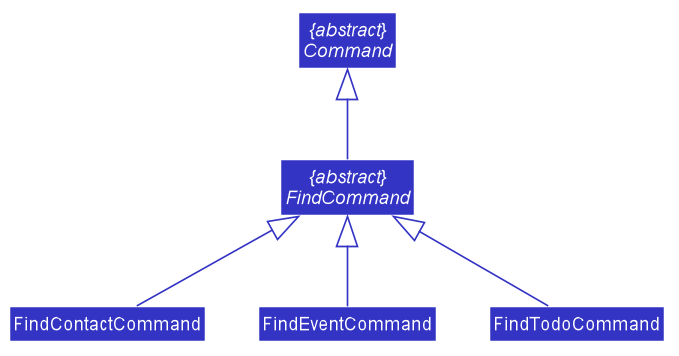 {abstract}
Command
{abstract}
FindCommand
FindContactCommand
FindEventCommand
FindTodoCommand